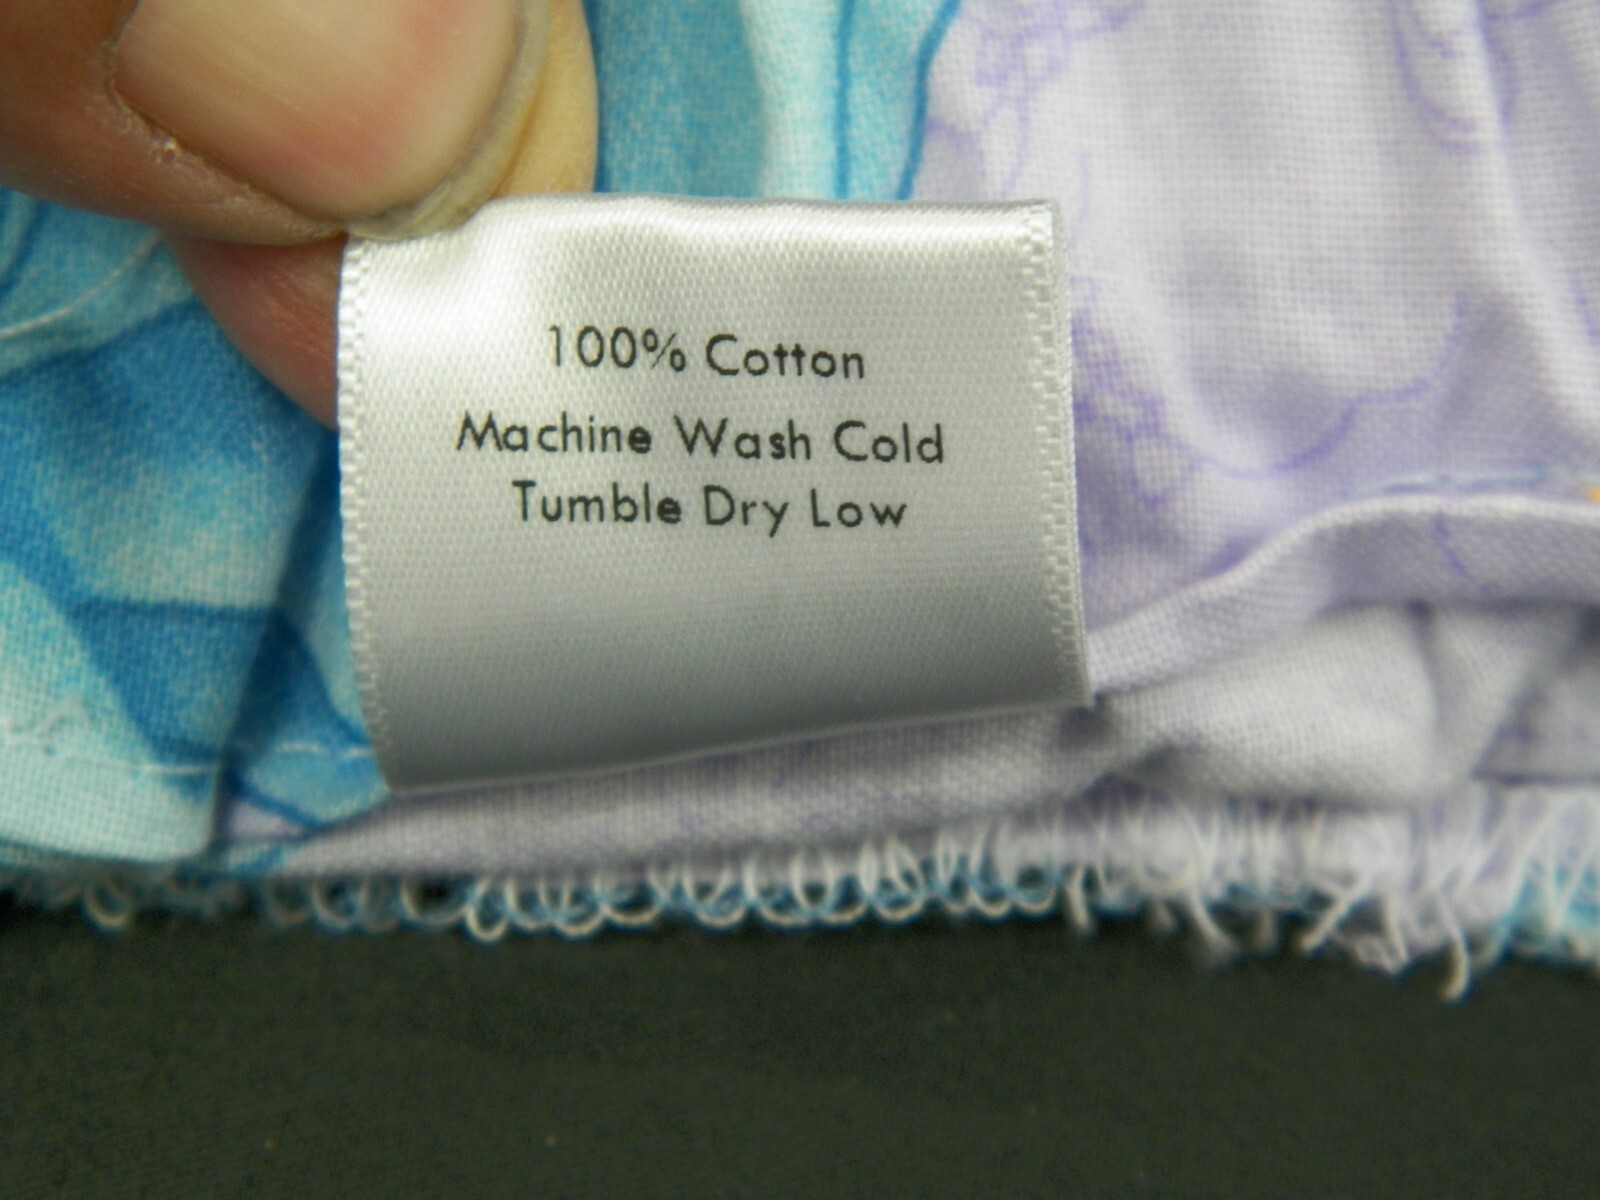 100% Cotton
Machine Wash Cold
Tumble Dry Low